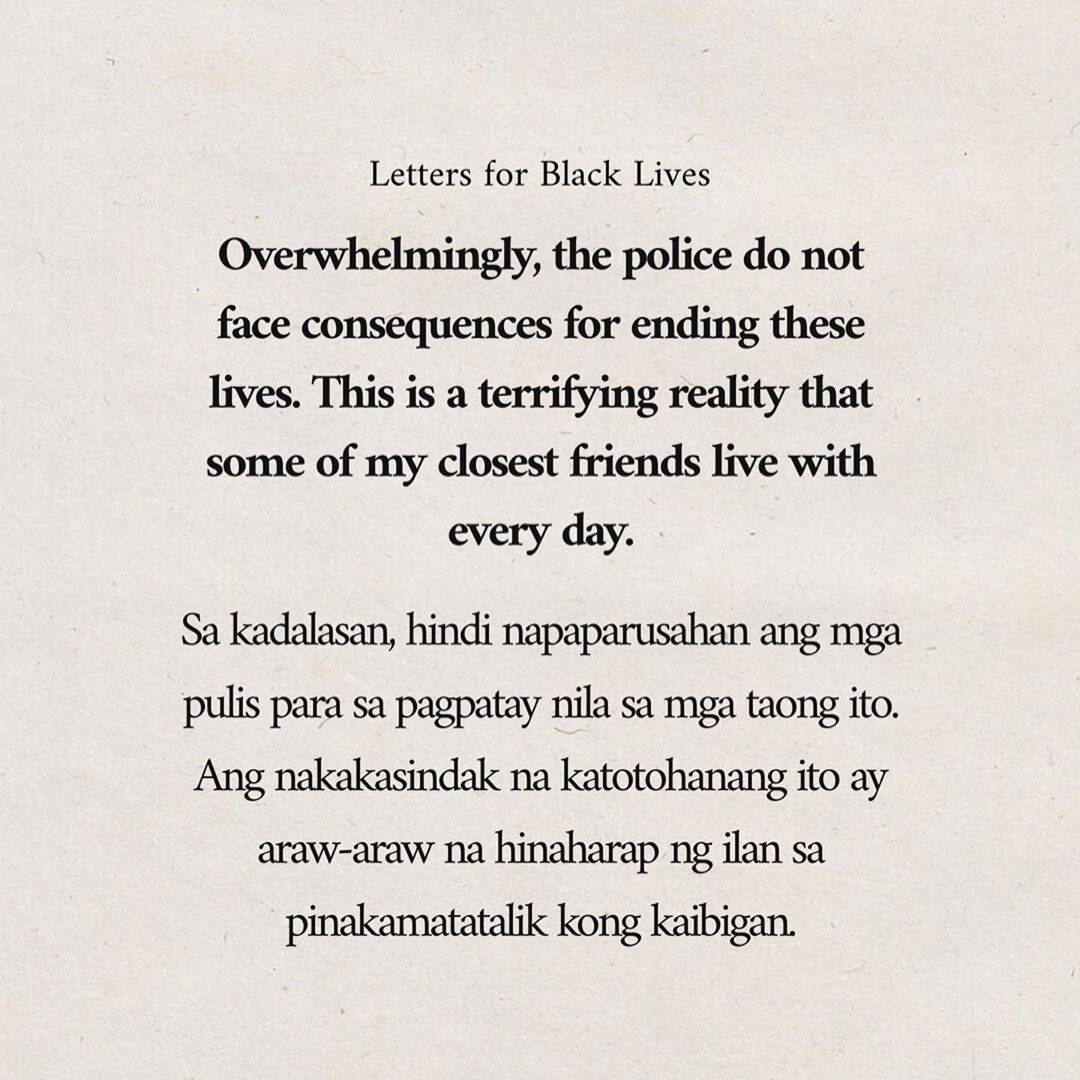 Letters for Black Lives
Overwhelmingly, the police do not
face consequences for ending these
lives. This is a terrifying reality that
some of my closest friends live with
every day.
Sa kadalasan, hindi napaparusahan ang mga
pulis para sa pagpatay nila sa mga taong ito.
Ang nakakasindak na katotohanang ito ay
araw-araw na hinaharap ng ilan sa
pinakamatatalik kong kaibigan.